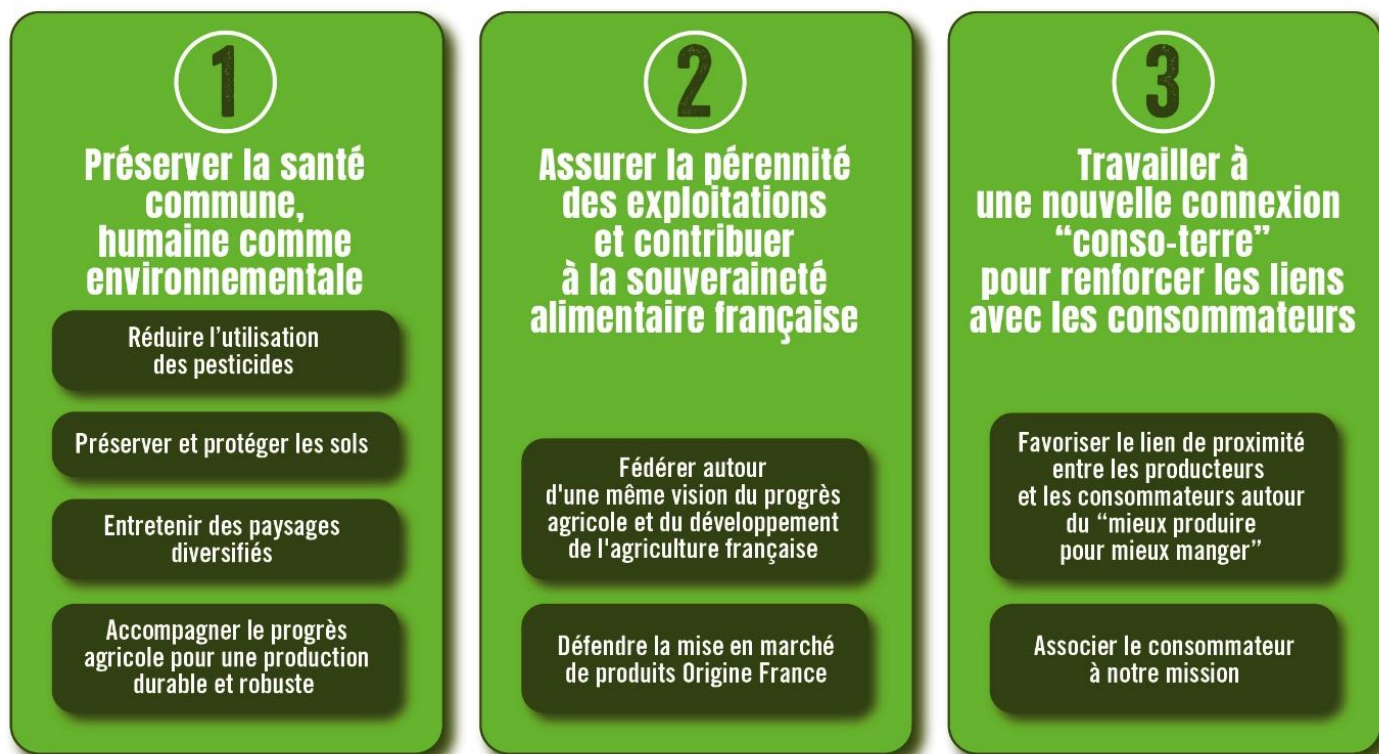 1
Préserver la santé
commune,
humaine comme
environnementale
Réduire l’utilisation
des pesticides
Préserver et protéger les sols
Entretenir des paysages
diversifiés
Accompagner le progrès
agricole pour une production
durable et robuste
2
Assurer la pérennité
des exploitations
et contribuer
à la souveraineté
alimentaire française
Fédérer autour
d'une même vision du progrès
agricole et du développement
de l'agriculture française
Défendre la mise en marché
de produits Origine France
3
Travailler à
une nouvelle connexion
“conso-terre”
pour renforcer les liens
avec les consommateurs
Favoriser le lien de proximité
entre les producteurs
et les consommateurs autour
du “mieux produire
pour mieux manger”
Associer le consommateur
à notre mission